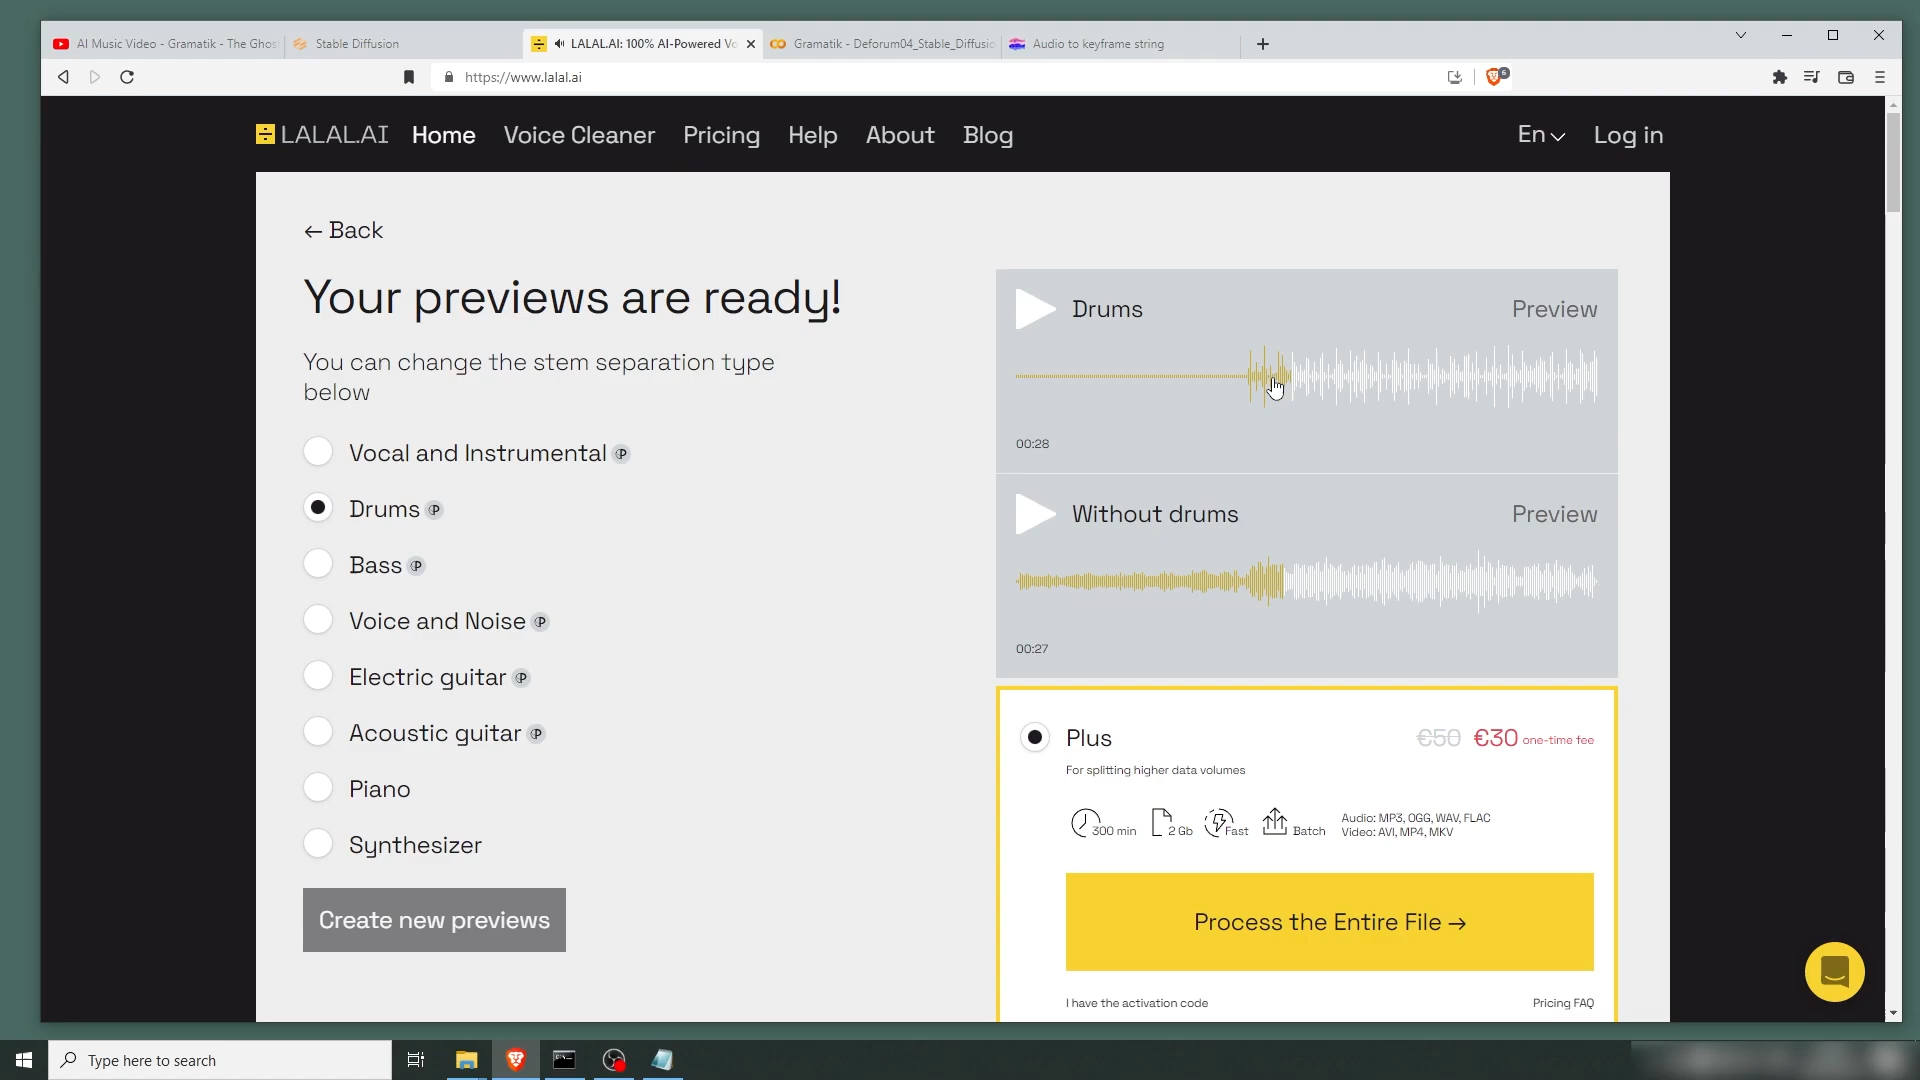 AI Music Video - Gramatik - The Ghos
Stable Diffusion
LALAL.AI: 100% AI-Powered Vo
Gramatik - Deforum04_Stable_Diffusio
Audio to keyframe string
https://www.lalal.ai
6
LALAL.AI Home Voice Cleaner Pricing Help About Blog En Log in
← Back
Your previews are ready!
You can change the stem separation type
below
Vocal and Instrumental P
Drums P
Bass P
Voice and Noise P
Electric guitar P
Acoustic guitar P
Piano
Synthesizer
Create new previews
Drums Preview
00:28
Without drums Preview
00:27
Plus €50 €30 one-time fee
For splitting higher data volumes
300 min 2 Gb Fast Batch
Audio: MP3, OGG, WAV, FLAC
Video: AVI, MP4, MKV
Process the Entire File →
I have the activation code Pricing FAQ
Type here to search